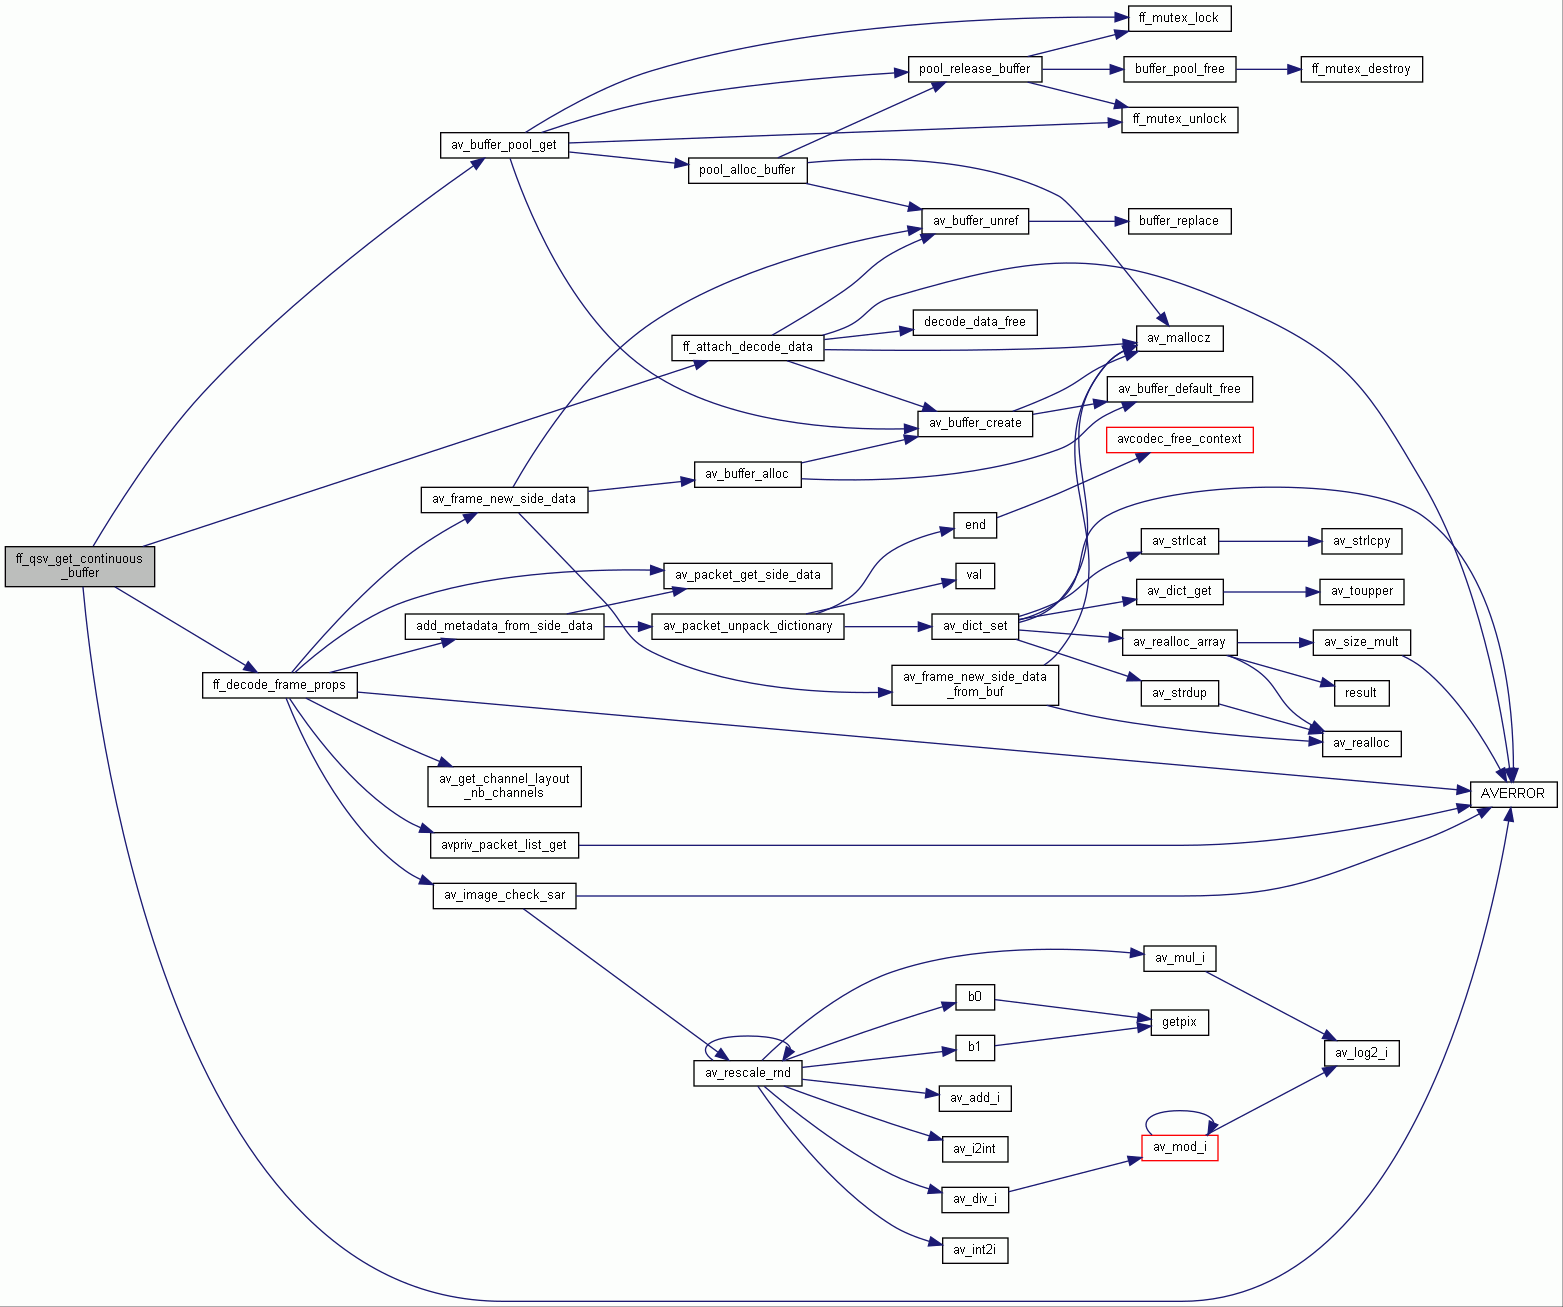 ff_mutex_lock
pool_release_buffer
buffer_pool_free
ff_mutex_destroy
ff_mutex_unlock
av_buffer_pool_get
pool_alloc_buffer
av_buffer_unref
buffer_replace
decode_data_free
av_mallocz
ff_attach_decode_data
av_buffer_default_free
av_buffer_create
avcodec_free_context
av_buffer_alloc
av_frame_new_side_data
end
av_strlcat
av_strlcpy
ff_qsv_get_continuous
_buffer
av_packet_get_side_data
val
av_dict_get
av_toupper
add_metadata_from_side_data
av_packet_unpack_dictionary
av_dict_set
av_realloc_array
av_size_mult
ff_decode_frame_props
av_frame_new_side_data
_from_buf
av_strdup
result
av_realloc
av_get_channel_layout
_nb_channels
AVERROR
avpriv_packet_list_get
av_image_check_sar
av_mul_i
b0
getpix
b1
av_log2_i
av_rescale_rnd
av_add_i
av_i2int
av_mod_i
av_div_i
av_int2i